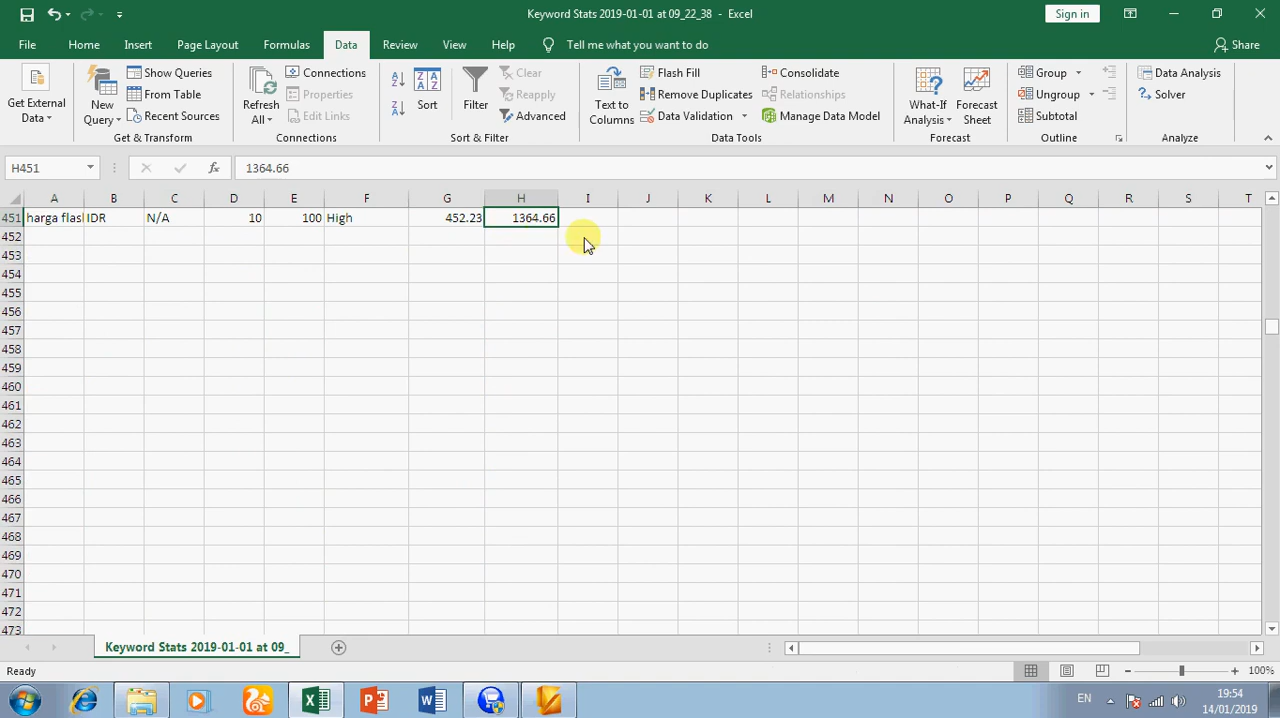 Keyword Stats 2019-01-01 at 09_22_38 - Excel
Sign in
File Home Insert Page Layout Formulas Data Review View Help Tell me what you want to do Share
Get External Data
New Query
Show Queries
From Table
Recent Sources
Get & Transform
Refresh All
Connections
Properties
Edit Links
Connections
Sort
Filter
Clear
Reapply
Advanced
Sort & Filter
Text to Columns
Flash Fill
Remove Duplicates
Data Validation
Consolidate
Relationships
Manage Data Model
Data Tools
What-If Analysis
Forecast Sheet
Forecast
Group
Ungroup
Subtotal
Outline
Data Analysis
Solver
Analyze
H451 fx 1364.66
A B C D E F G H I J K L M N O P Q R S T
451 harga flas IDR N/A 10 100 High 452.23 1364.66
452
453
454
455
456
457
458
459
460
461
462
463
464
465
466
467
468
469
470
471
472
473
Keyword Stats 2019-01-01 at 09_
Ready
100%
EN
19:54
14/01/2019